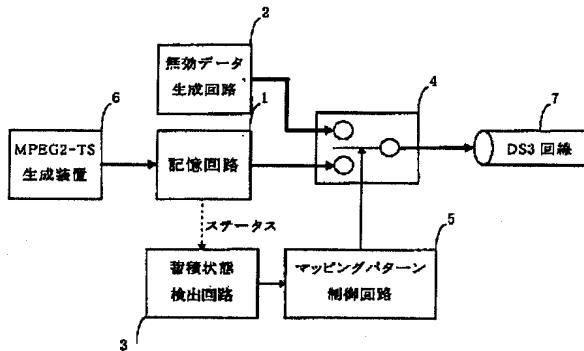 2
無効データ
生成回路
6
MPEG2-TS
生成装置
1
記憶回路
4
7
DS3 回線
ステータス
蓄積状態
検出回路
3
5
マッピングパターン
制御回路